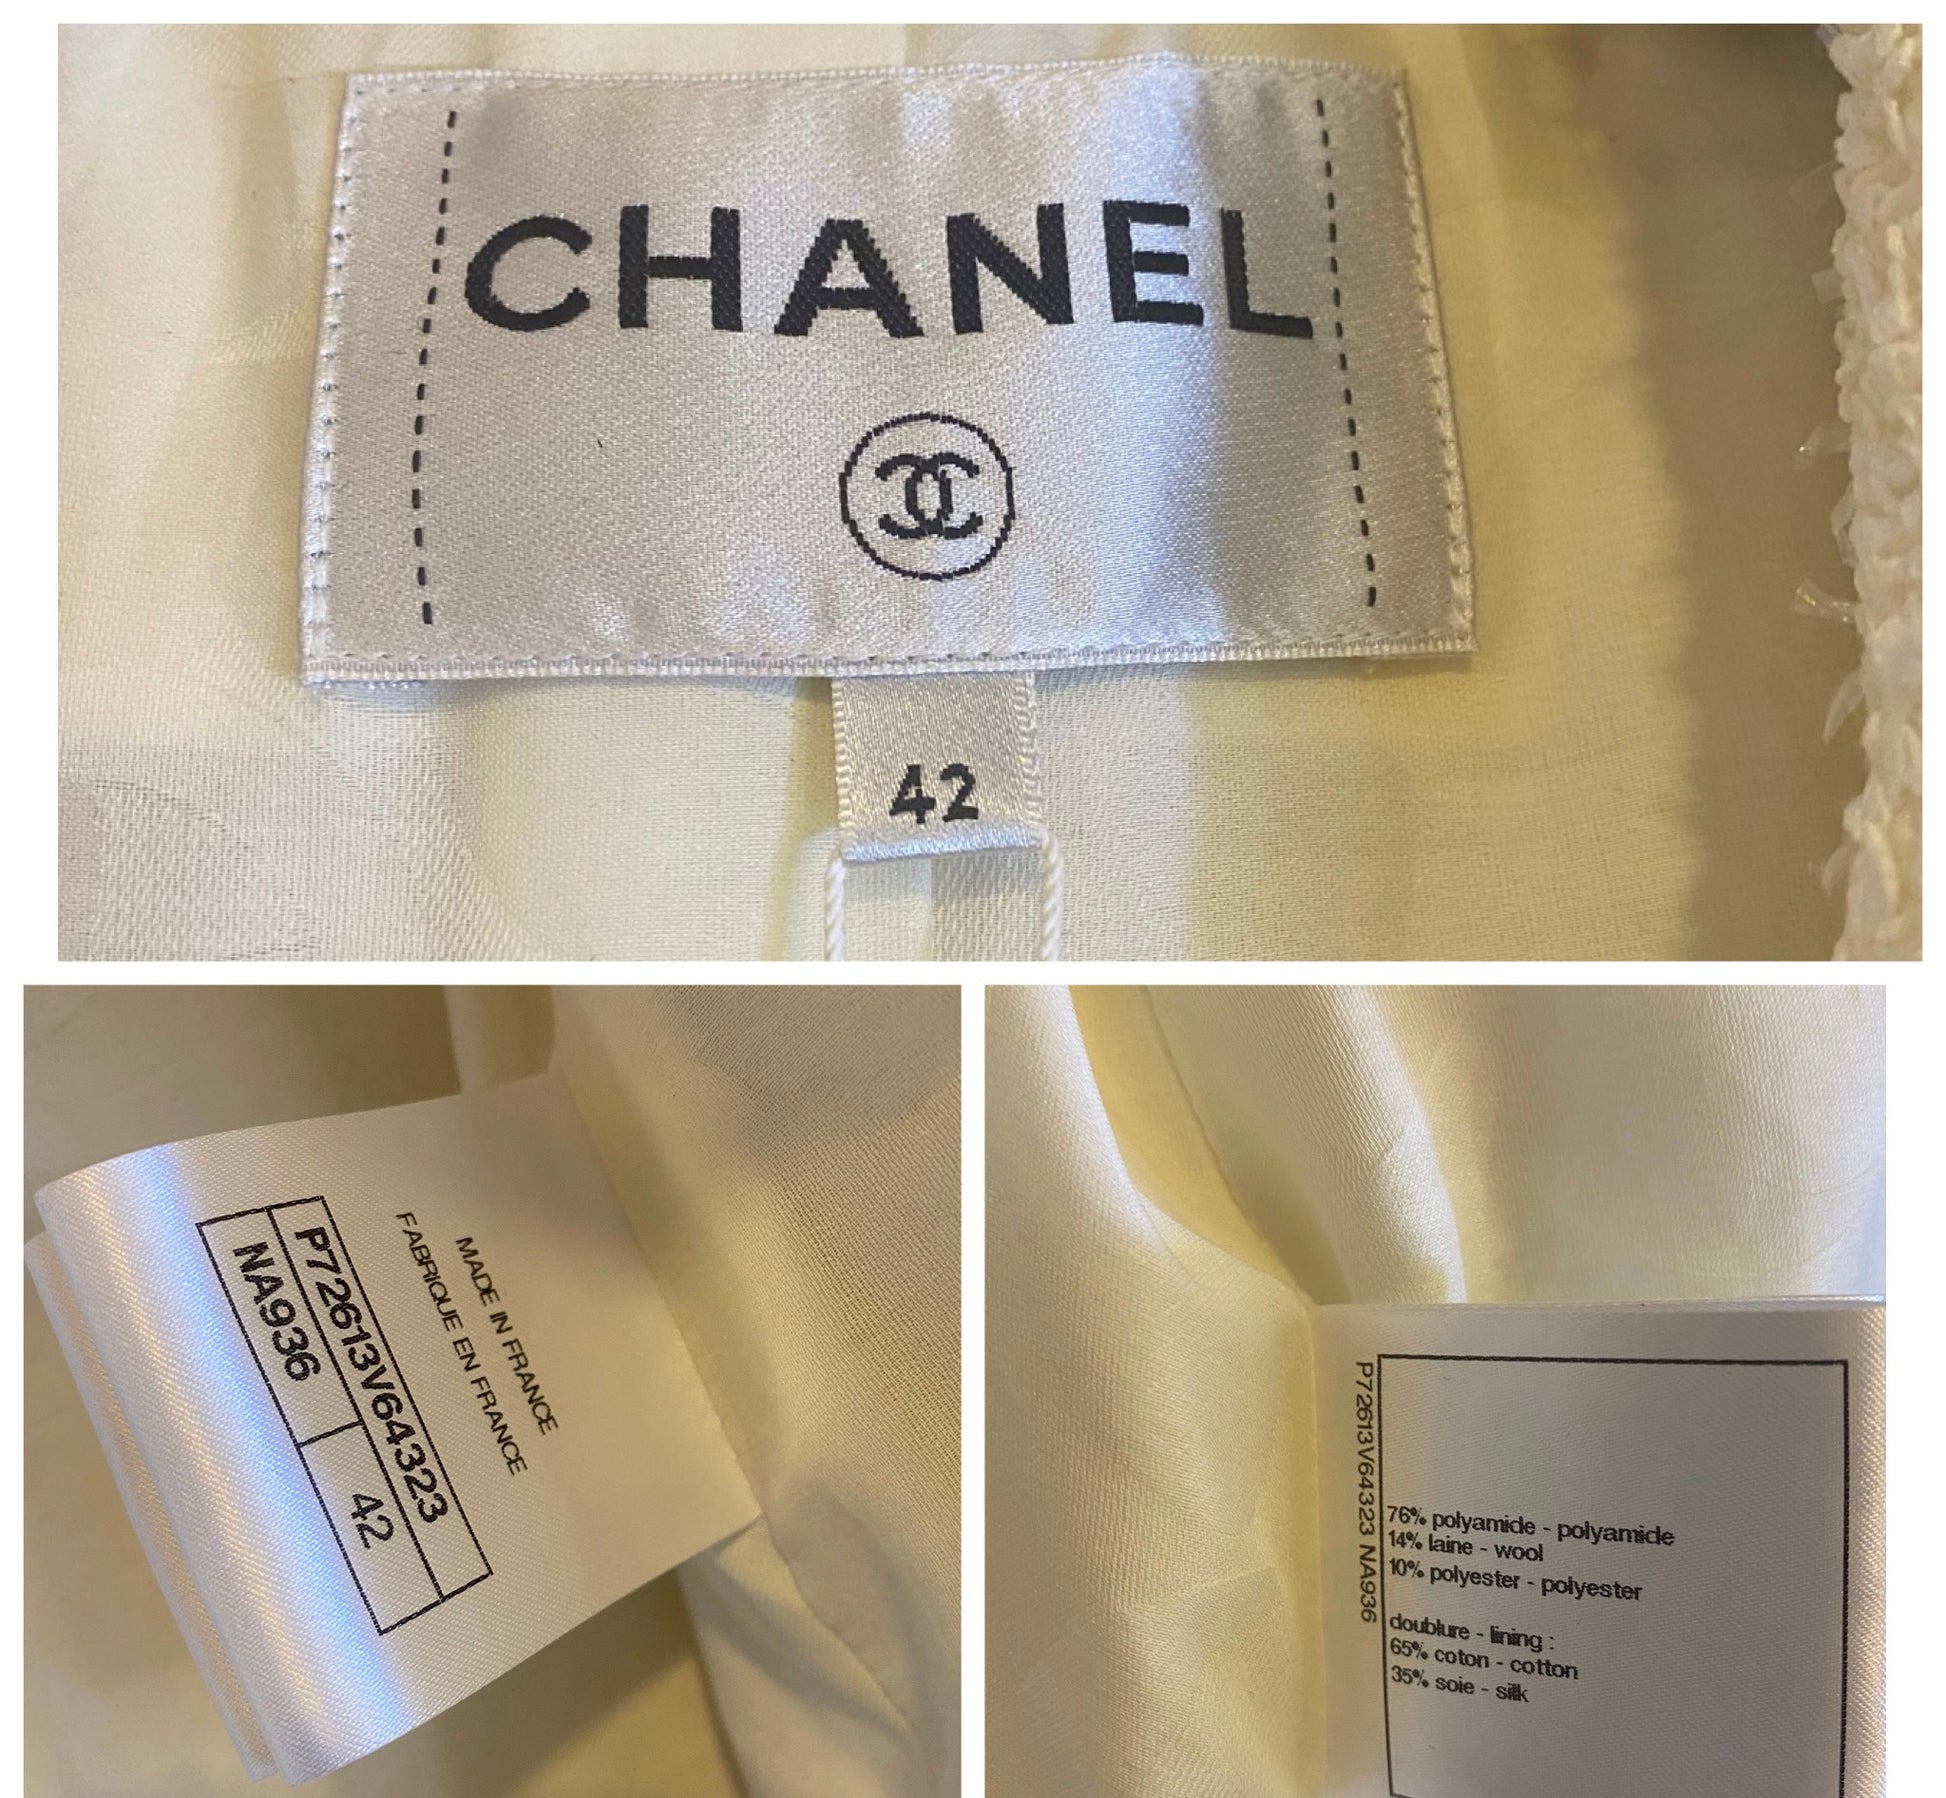 CHANEL
42
MADE IN FRANCE
FABRIQUE EN FRANCE
P72613V64323
NA936 42
P72613V64323 NA936
76% polyamide - polyamide
14% laine - wool
10% polyester - polyester
doublure - lining :
65% coton - cotton
35% soie - silk